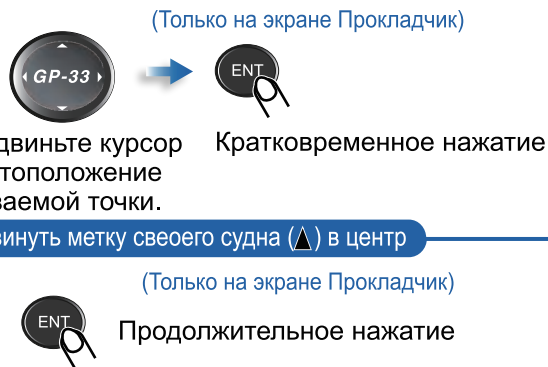 (Только на экране Прокладчик)
GP-33
ENT
двиньте курсор
Кратковременное нажатие
тоположение
ваемой точки.
винуть метку свеоего судна (▲) в центр
(Только на экране Прокладчик)
ENT
Продолжительное нажатие